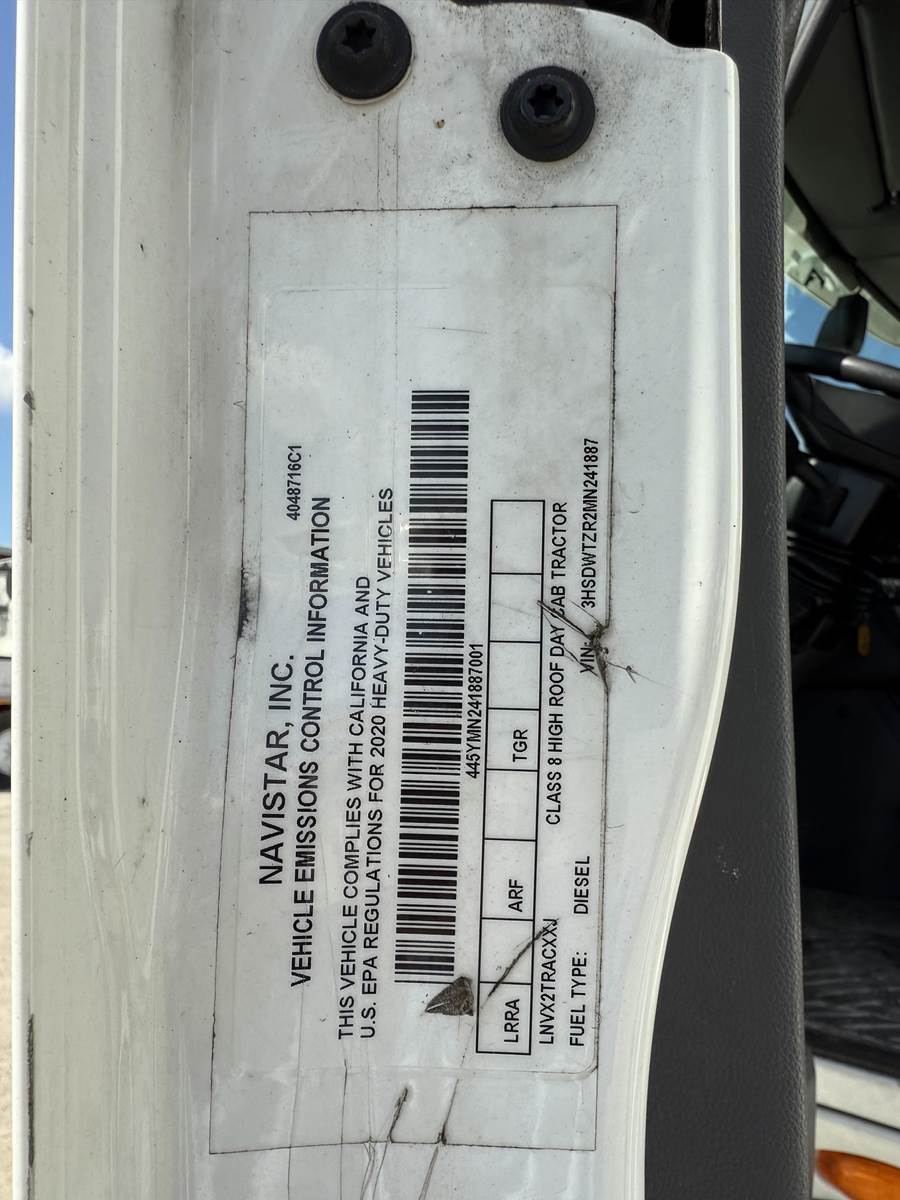 4048716C1
NAVISTAR, INC.
VEHICLE EMISSIONS CONTROL INFORMATION
THIS VEHICLE COMPLIES WITH CALIFORNIA AND
U.S. EPA REGULATIONS FOR 2020 HEAVY-DUTY VEHICLES
445YMN241887001
LRRA ARF TGR
LNVX2TRACXXJ CLASS 8 HIGH ROOF DAY CAB TRACTOR
FUEL TYPE: DIESEL VIN: 3HSDWTZR2MN241887